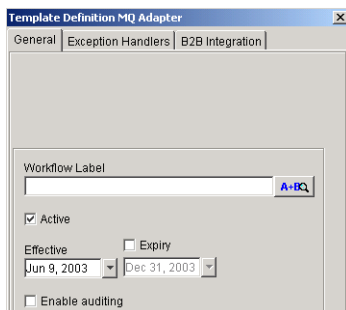 Template Definition MQ Adapter
General Exception Handlers B2B Integration
Workflow Label
A+B
Active
Effective Expiry
Jun 9, 2003 Dec 31, 2003
Enable auditing